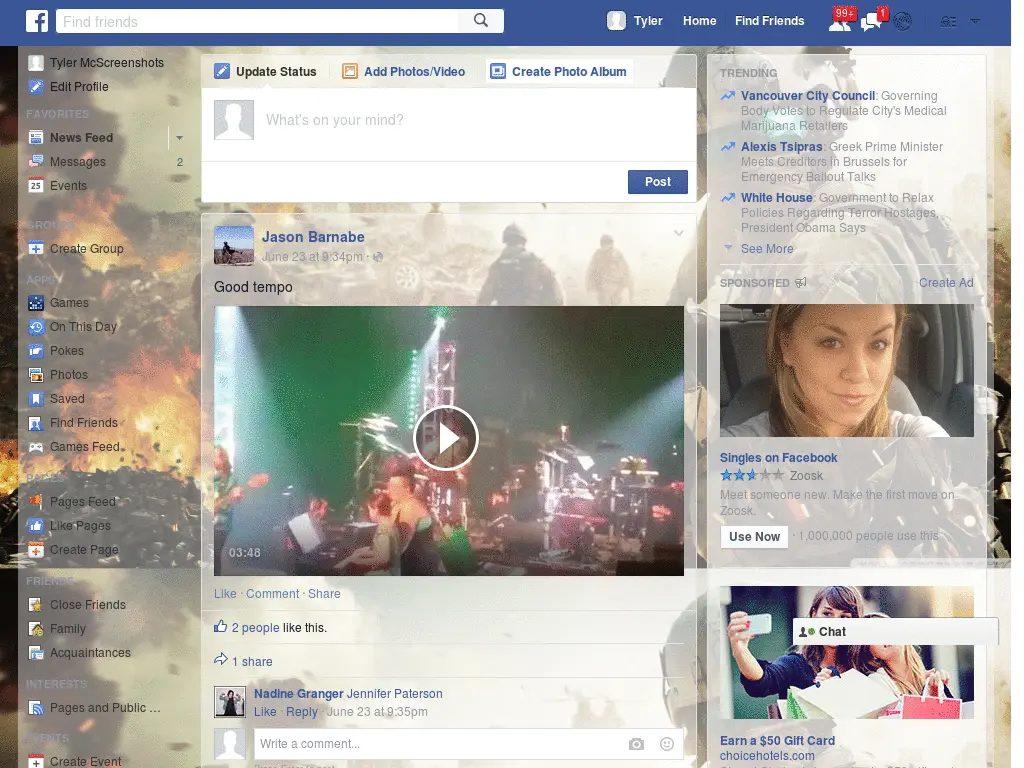 Find friends
Tyler
Home
Find Friends
99+
1
Tyler McScreenshots
Edit Profile
FAVORITES
News Feed
Messages
2
25
Events
GROUPS
Create Group
APPS
Games
On This Day
Pokes
Photos
Saved
Find Friends
Games Feed
PAGES
Pages Feed
Like Pages
Create Page
FRIENDS
Close Friends
Family
Acquaintances
INTERESTS
Pages and Public ...
EVENTS
Create Event
Update Status
Add Photos/Video
Create Photo Album
What's on your mind?
Post
Jason Barnabe
June 23 at 9:34pm ·
Good tempo
03:48
Like · Comment · Share
2 people like this.
1 share
Nadine Granger Jennifer Paterson
Like · Reply · June 23 at 9:35pm
Write a comment...
TRENDING
Vancouver City Council: Governing
Body Votes to Regulate City's Medical
Marijuana Retailers
Alexis Tsipras: Greek Prime Minister
Meets Creditors in Brussels for
Emergency Bailout Talks
White House: Government to Relax
Policies Regarding Terror Hostages,
President Obama Says
See More
SPONSORED
Create Ad
Singles on Facebook
Zoosk
Meet someone new. Make the first move on
Zoosk.
Use Now
· 1,000,000 people use this
Chat
Earn a $50 Gift Card
choicehotels.com